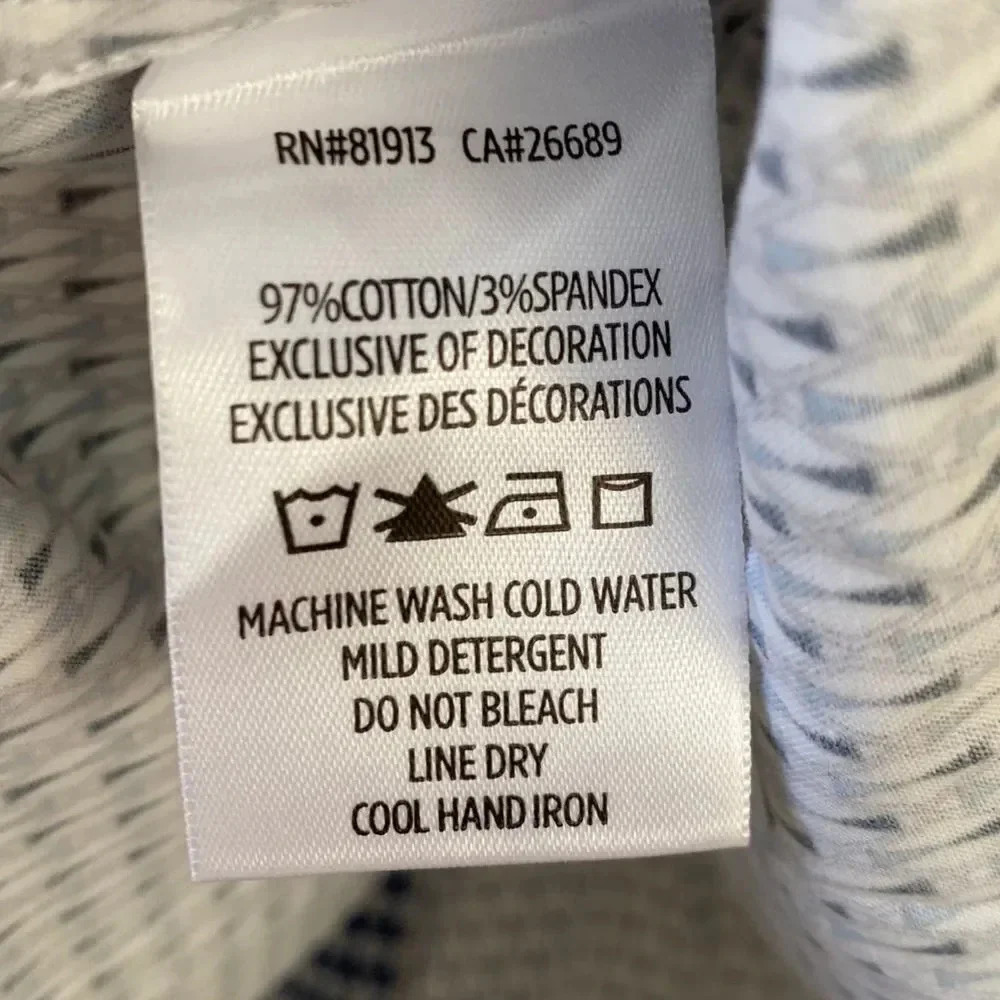 RN#81913 CA#26689
97%COTTON/3%SPANDEX
EXCLUSIVE OF DECORATION
EXCLUSIVE DES DÉCORATIONS
MACHINE WASH COLD WATER
MILD DETERGENT
DO NOT BLEACH
LINE DRY
COOL HAND IRON